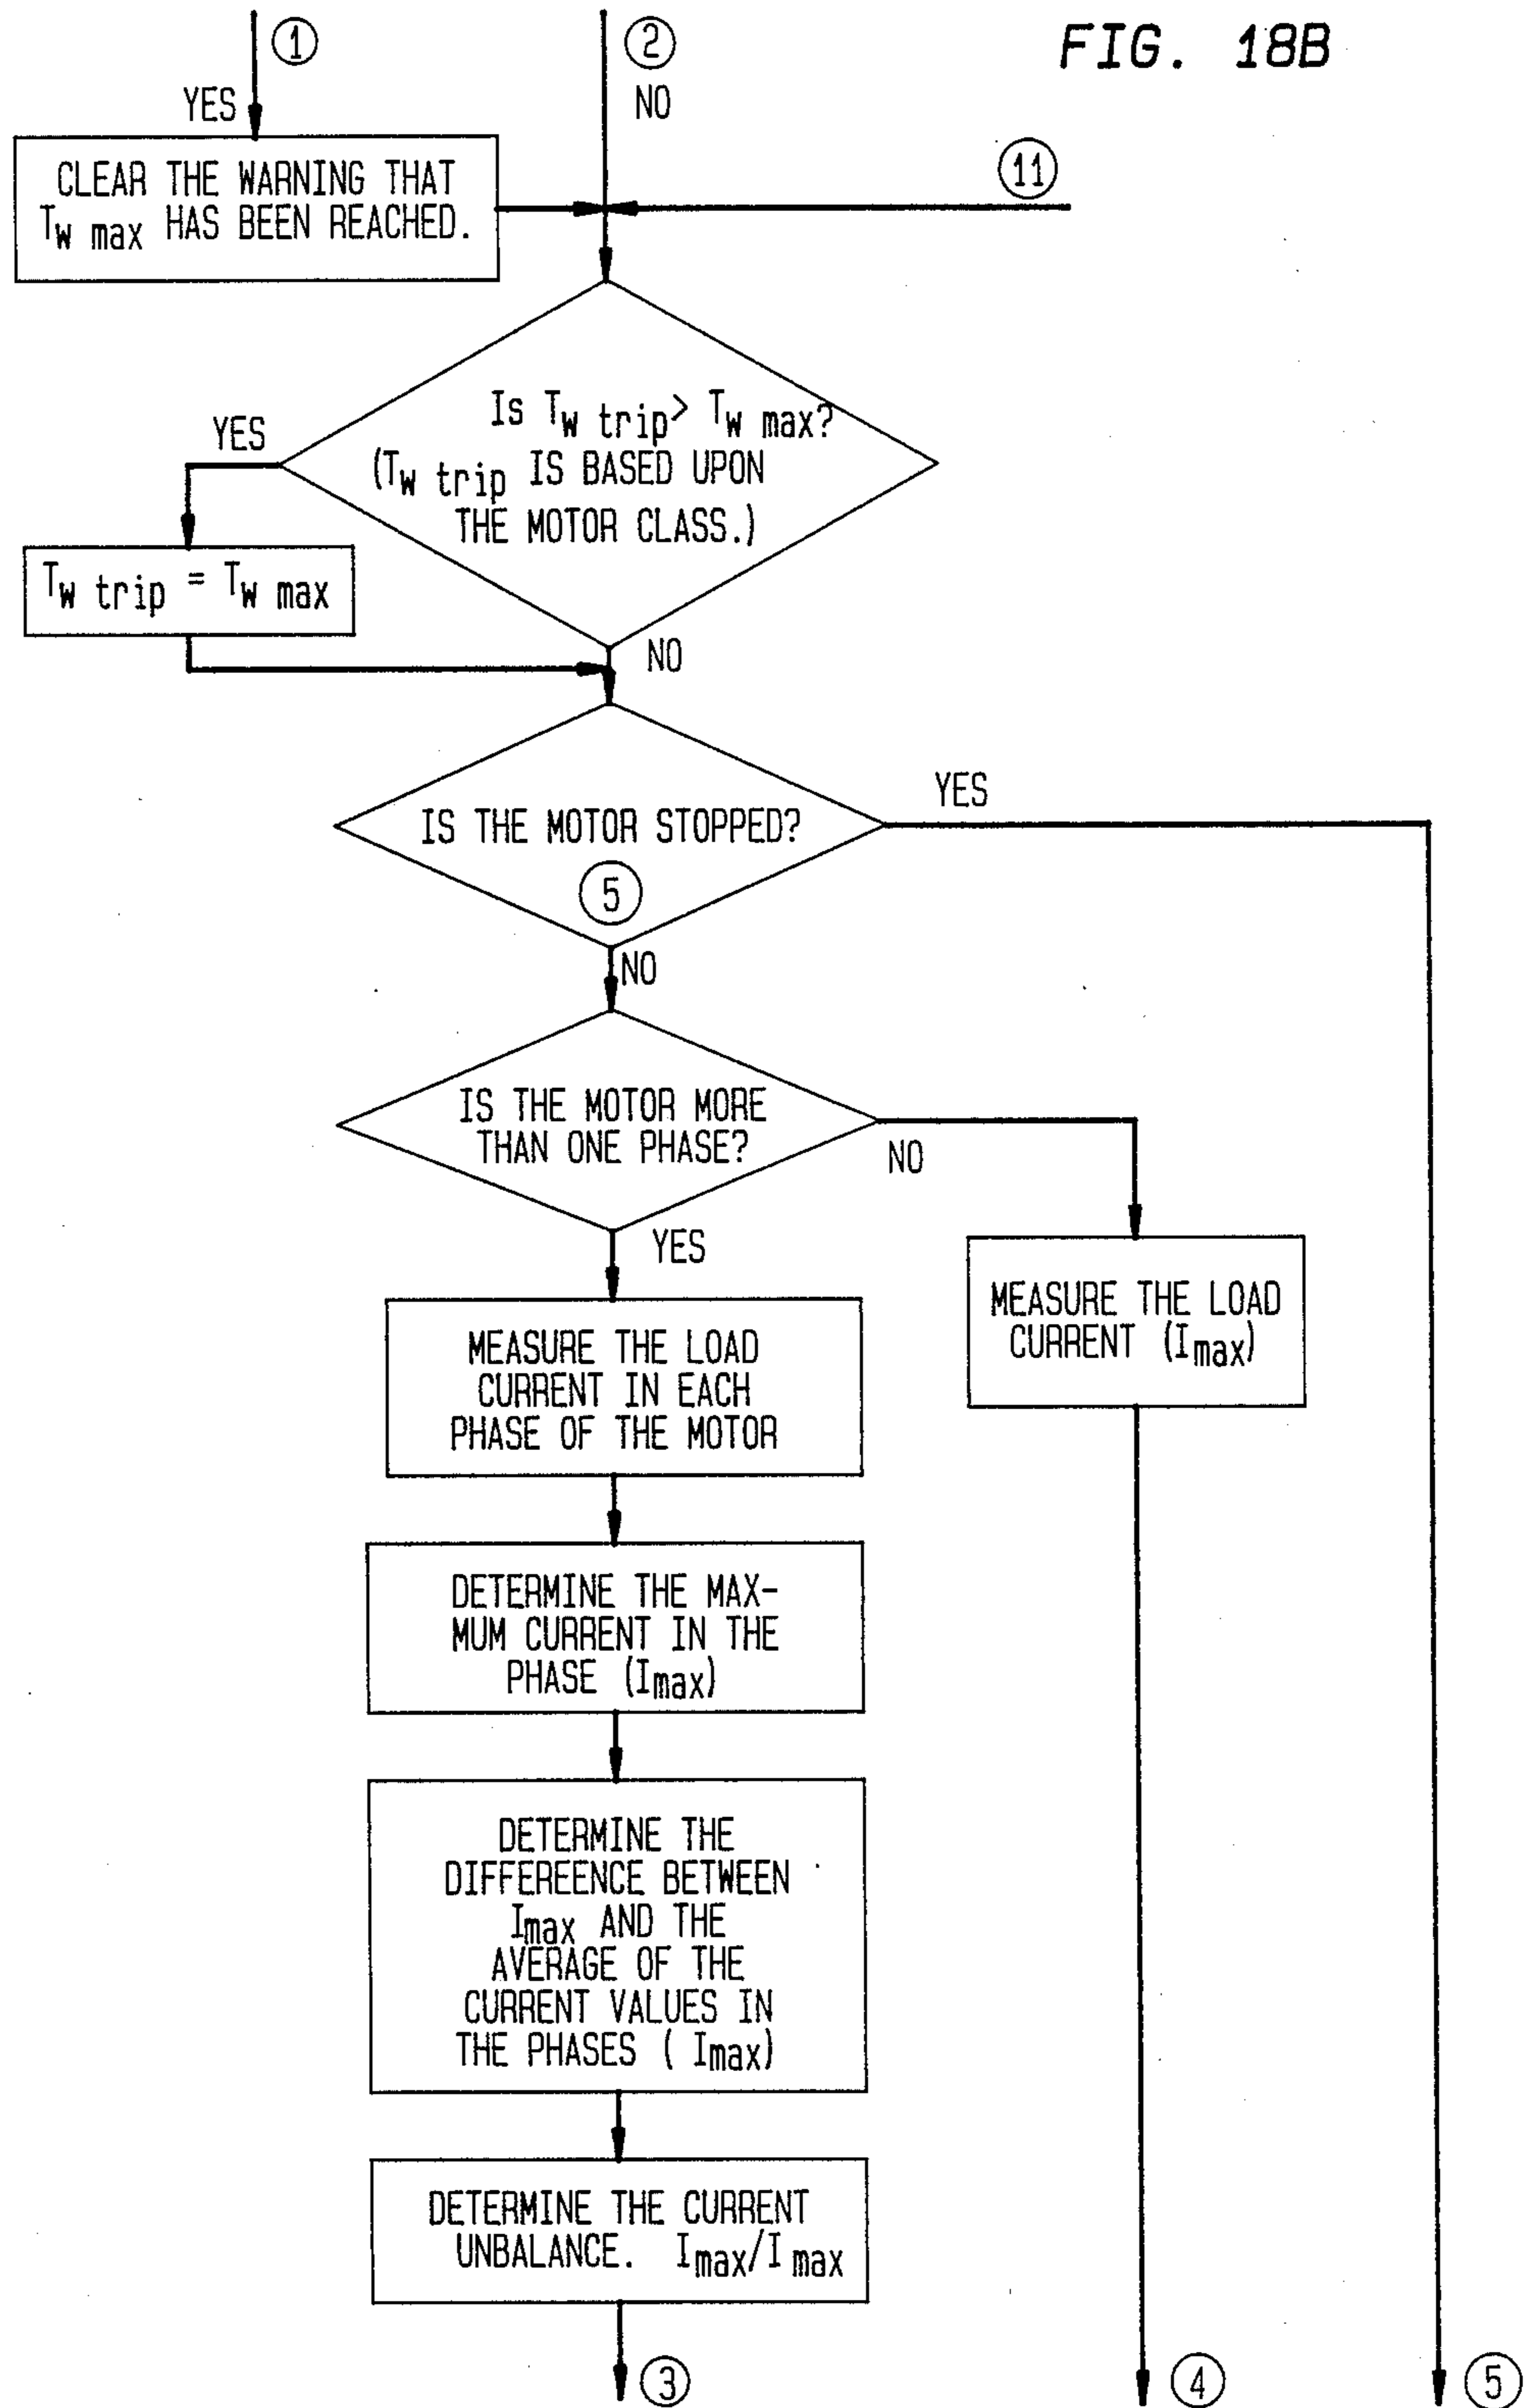 FIG. 18B
1
2
YES
NO
11
CLEAR THE WARNING THAT
Tw max HAS BEEN REACHED.
Is Tw trip> Tw max?
(Tw trip IS BASED UPON
THE MOTOR CLASS.)
YES
Tw trip = Tw max
NO
IS THE MOTOR STOPPED?
5
YES
NO
IS THE MOTOR MORE
THAN ONE PHASE?
NO
YES
MEASURE THE LOAD
CURRENT (Imax)
MEASURE THE LOAD
CURRENT IN EACH
PHASE OF THE MOTOR
DETERMINE THE MAX-
MUM CURRENT IN THE
PHASE (Imax)
DETERMINE THE
DIFFEREENCE BETWEEN
Imax AND THE
AVERAGE OF THE
CURRENT VALUES IN
THE PHASES ( Imax)
DETERMINE THE CURRENT
UNBALANCE. Imax/I max
3
4
5